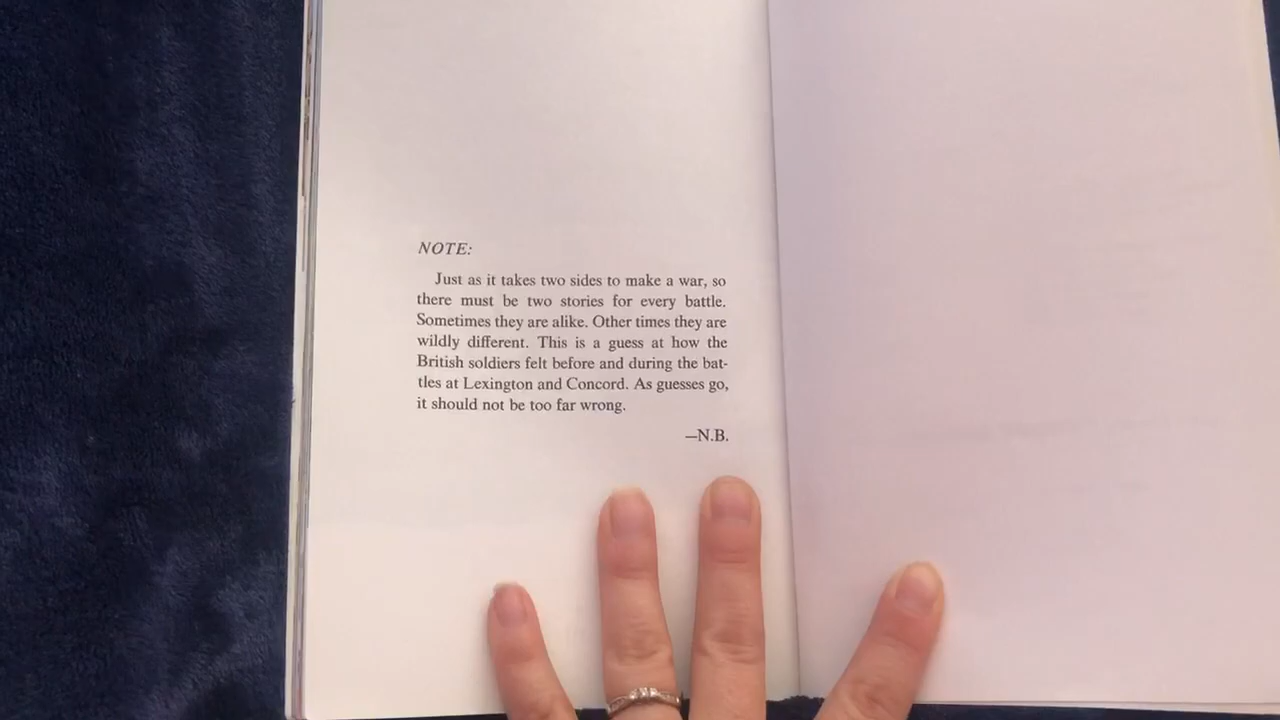 NOTE:
Just as it takes two sides to make a war, so
there must be two stories for every battle.
Sometimes they are alike. Other times they are
wildly different. This is a guess at how the
British soldiers felt before and during the bat-
tles at Lexington and Concord. As guesses go,
it should not be too far wrong.
—N.B.